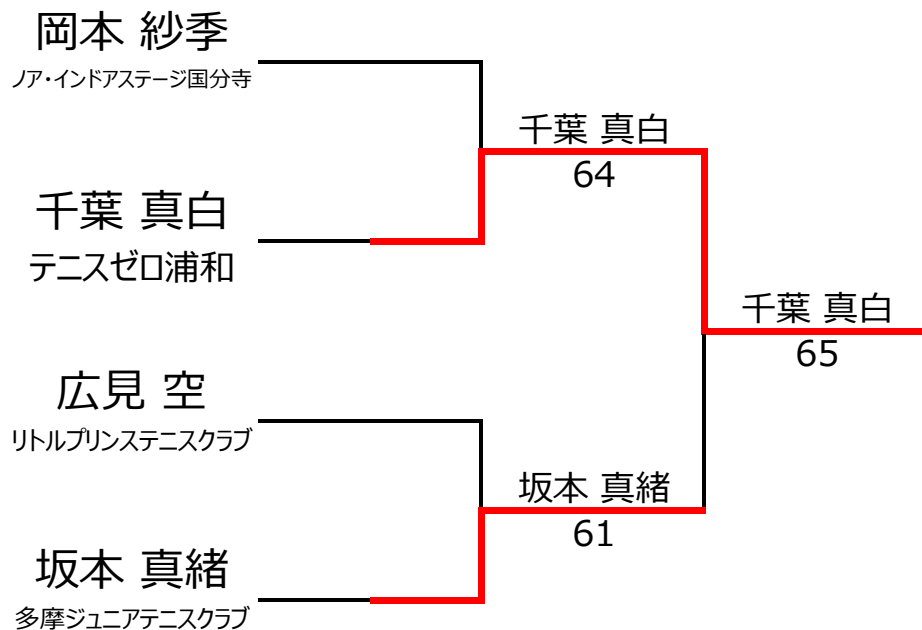 岡本 紗季
ノア・インドアステージ国分寺
千葉 真白
64
千葉 真白
テニスゼロ浦和
千葉 真白
65
広見 空
リトルプリンステニスクラブ
坂本 真緒
61
坂本 真緒
多摩ジュニアテニスクラブ